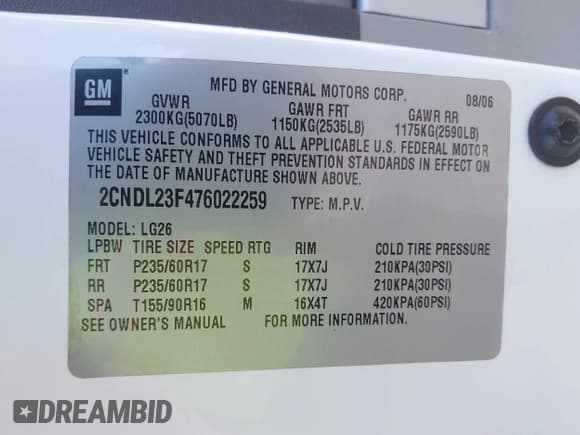 GM
MFD BY GENERAL MOTORS CORP. 08/06
GVWR GAWR FRT GAWR RR
2300KG(5070LB) 1150KG(2535LB) 1175KG(2590LB)
THIS VEHICLE CONFORMS TO ALL APPLICABLE U.S. FEDERAL MOTOR
VEHICLE SAFETY AND THEFT PREVENTION STANDARDS IN EFFECT ON
THE DATE OF MANUFACTURE SHOWN ABOVE.
2CNDL23F476022259 TYPE: M.P.V.
MODEL: LG26
LPBW TIRE SIZE SPEED RTG RIM COLD TIRE PRESSURE
FRT P235/60R17 S 17X7J 210KPA(30PSI)
RR P235/60R17 S 17X7J 210KPA(30PSI)
SPA T155/90R16 M 16X4T 420KPA(60PSI)
SEE OWNER'S MANUAL FOR MORE INFORMATION.
DREAMBID